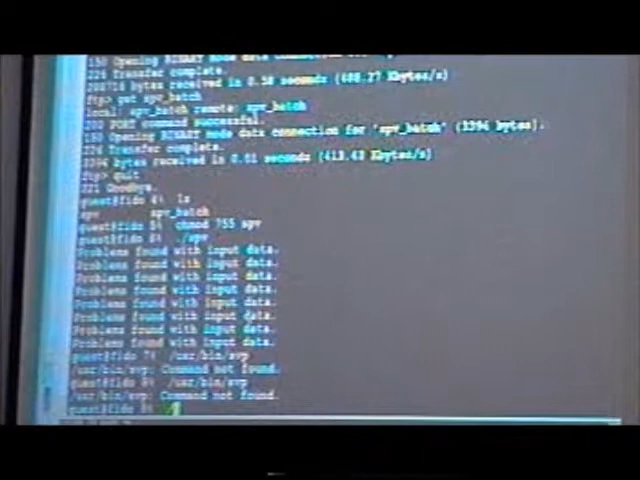 150 Opening BINARY mode data connection
226 Transfer complete.
bytes received in 0.58 seconds (488.27 Kbytes/s)
ftp> get spv_batch
local: spv_batch remote: spv_batch
200 PORT command successful.
150 Opening BINARY mode data connection for 'spv_batch' (3396 bytes).
226 Transfer complete.
3396 bytes received in 0.01 seconds (413.43 Kbytes/s)
ftp> quit
221 Goodbye.
guest@fido 4% ls
spv spv_batch
guest@fido 5% chmod 755 spv
guest@fido 6% ./spv
Problems found with input data.
Problems found with input data.
Problems found with input data.
Problems found with input data.
Problems found with input data.
Problems found with input data.
Problems found with input data.
Problems found with input data.
guest@fido 7% /usr/bin/svp
/usr/bin/svp: Command not found.
guest@fido 8% /usr/bin/svp
/usr/bin/svp: Command not found.
guest@fido 9%